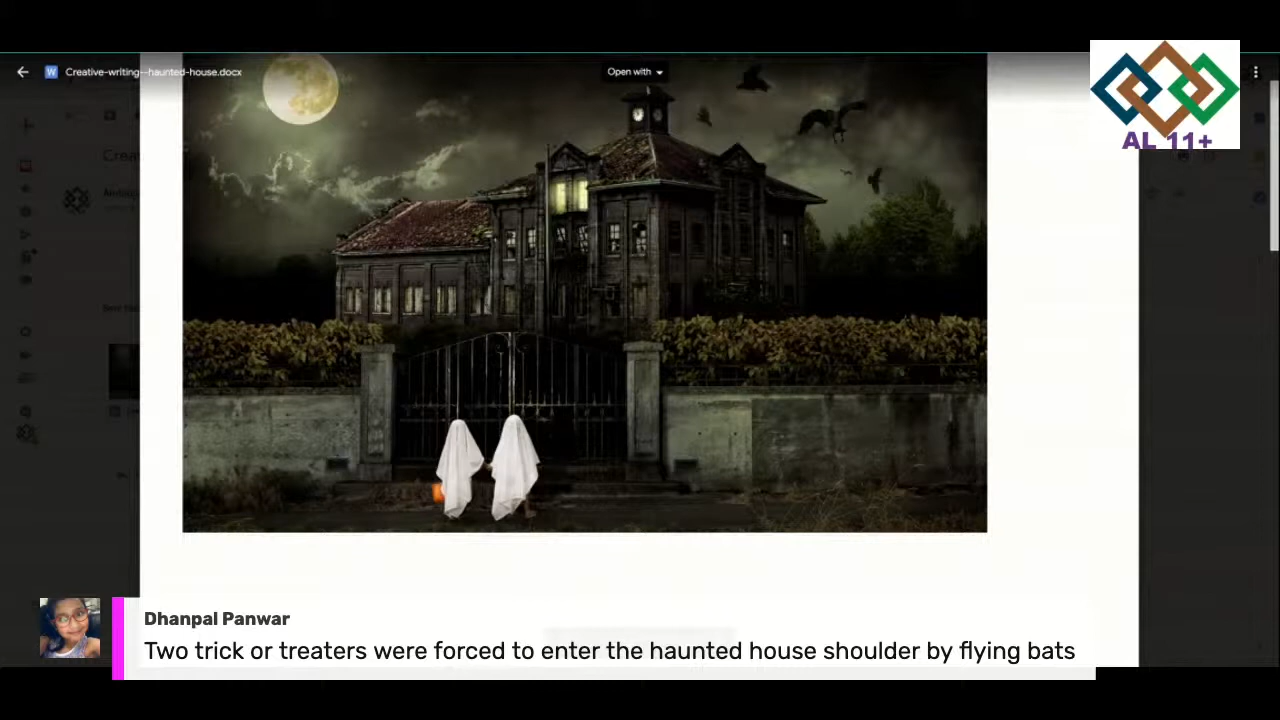 Creative-writing--haunted-house.docx
Open with
AL 11+
Dhanpal Panwar
Two trick or treaters were forced to enter the haunted house shoulder by flying bats